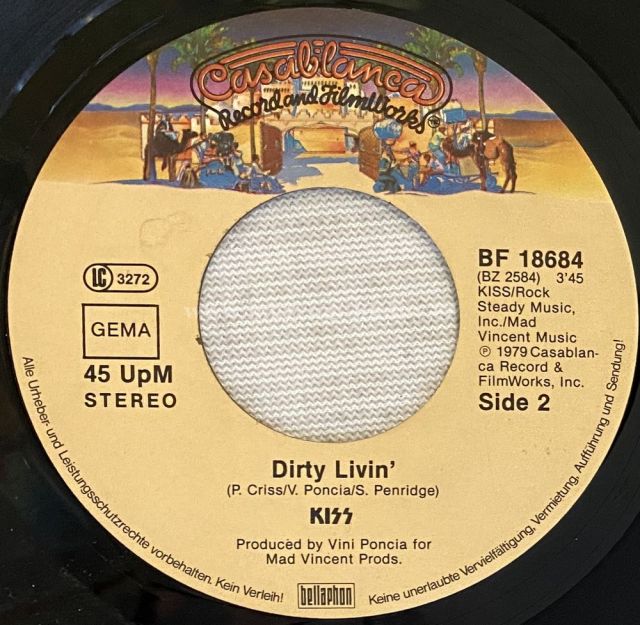 Casablanca
Record and FilmWorks ®
LC 3272
GEMA
45 UpM
STEREO
BF 18684
(BZ 2584) 3'45
KISS/Rock
Steady Music,
Inc./Mad
Vincent Music
℗ 1979 Casablan-
ca Record &
FilmWorks, Inc.
Side 2
Dirty Livin'
(P. Criss/V. Poncia/S. Penridge)
KISS
Produced by Vini Poncia for
Mad Vincent Prods.
Alle Urheber- und Leistungsschutzrechte vorbehalten. Kein Verleih! Keine unerlaubte Vervielfältigung, Vermietung, Aufführung und Sendung!
bellaphon